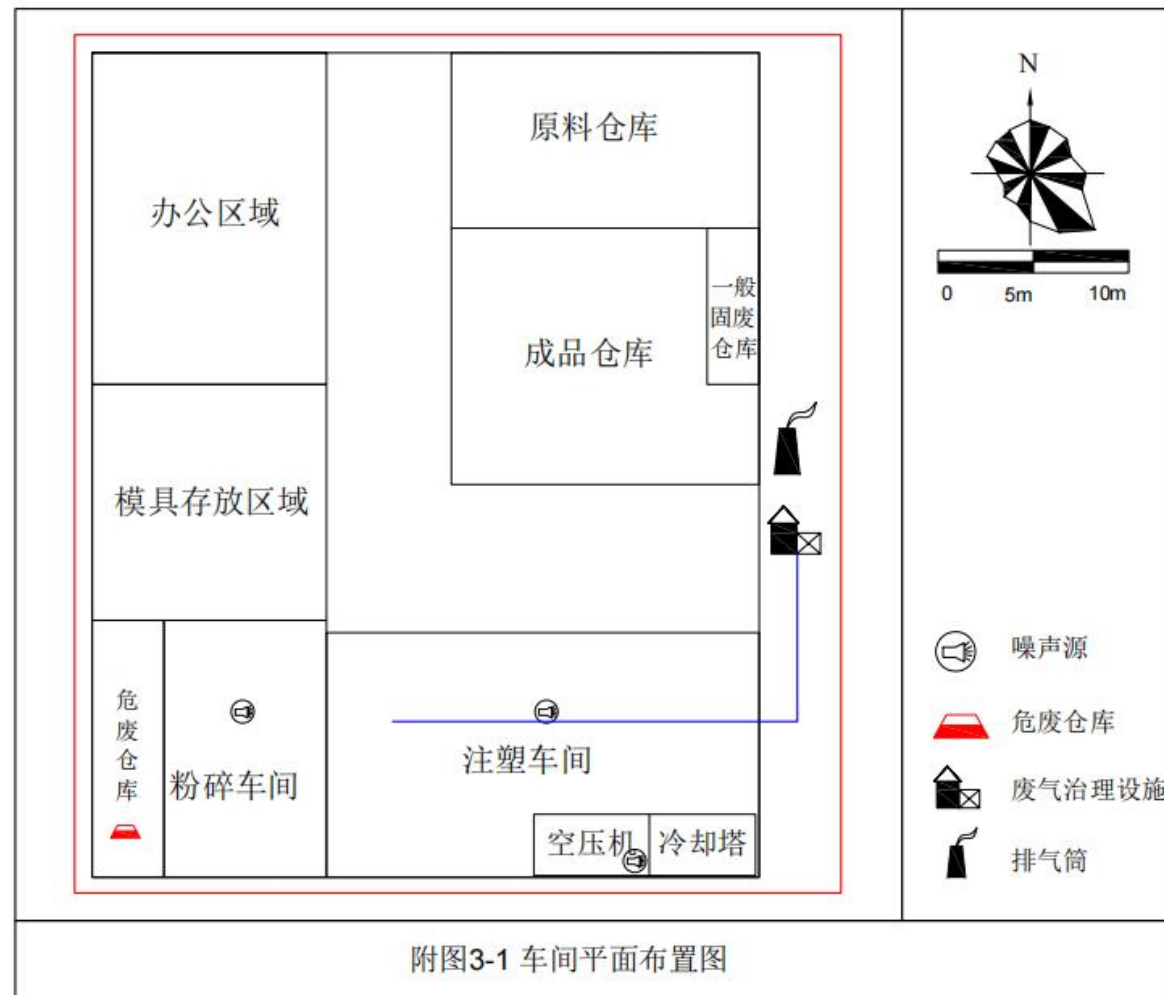 原料仓库
办公区域
一般
固废
仓库
成品仓库
模具存放区域
危
废
仓
库
粉碎车间
注塑车间
空压机
冷却塔
N
0 5m 10m
噪声源
危废仓库
废气治理设施
排气筒
附图3-1 车间平面布置图